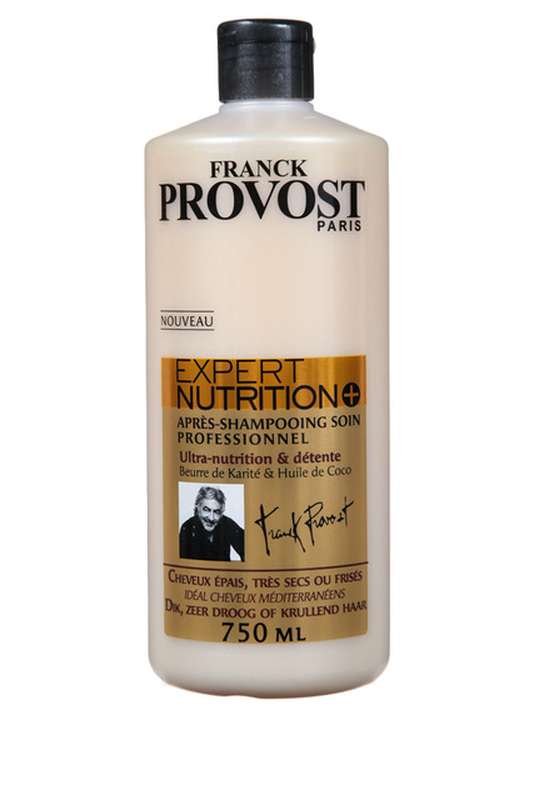 FRANCK
PROVOST
PARIS
NOUVEAU
EXPERT
NUTRITION+
APRÈS-SHAMPOOING SOIN
PROFESSIONNEL
Ultra-nutrition & détente
Beurre de Karité & Huile de Coco
Franck Provost
CHEVEUX ÉPAIS, TRÈS SECS OU FRISÉS
IDÉAL CHEVEUX MÉDITERRANÉENS
DIK, ZEER DROOG OF KRULLEND HAAR
750 ML